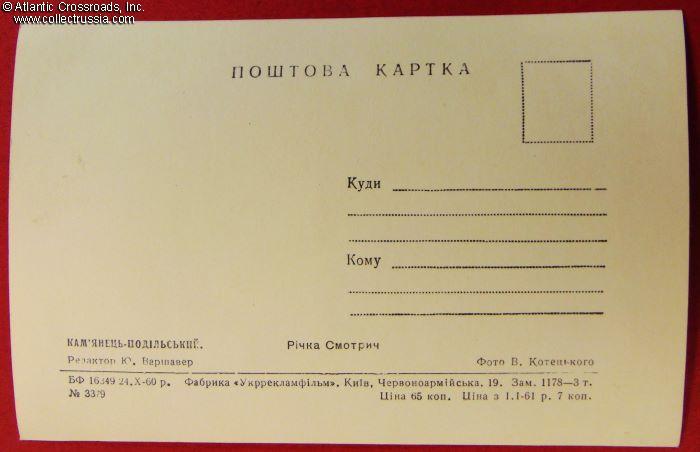 © Atlantic Crossroads, Inc.
www.collectrussia.com
ПОШТОВА КАРТКА
Куди
Кому
КАМ'ЯНЕЦЬ-ПОДІЛЬСЬКИЙ.
Річка Смотрич
Редактор Ю. Варшавер
Фото В. Котецького
БФ 16349 24.X-60 р. Фабрика «Укррекламфільм». Київ, Червоноармійська, 19. Зам. 1178—3 т.
№ 3379 Ціна 65 коп. Ціна з 1.I-61 р. 7 коп.